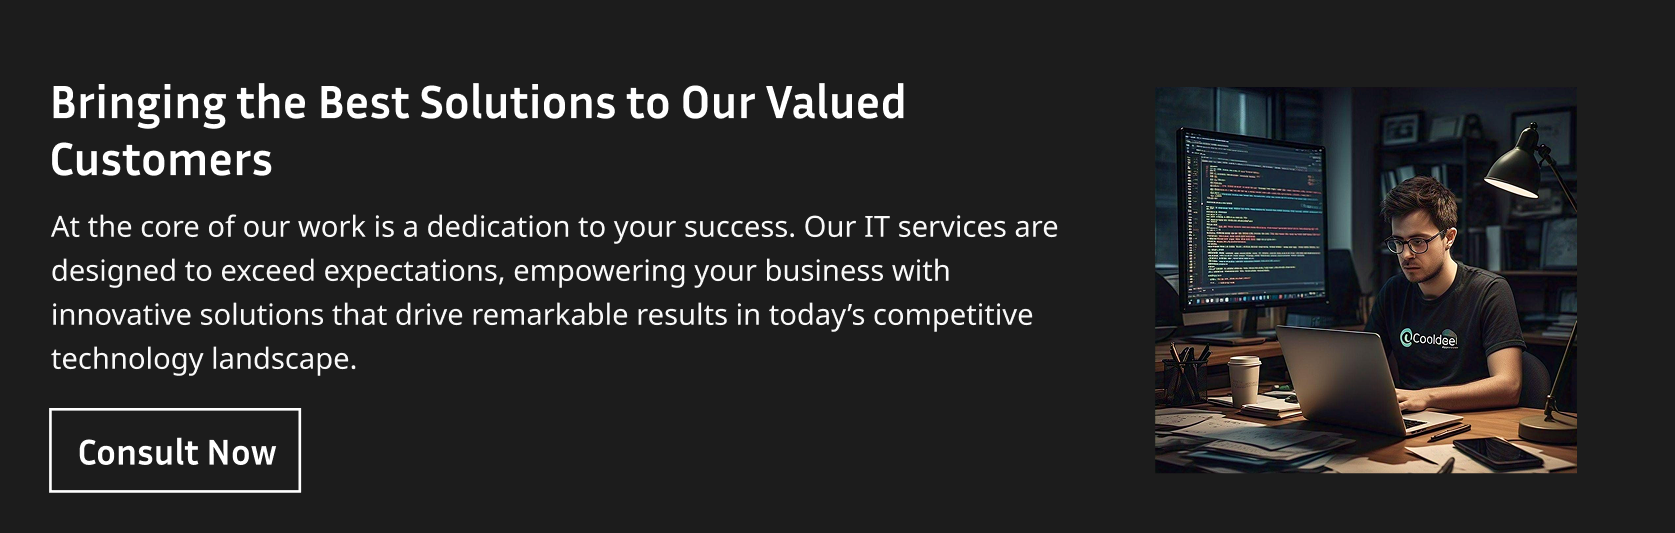 Bringing the Best Solutions to Our Valued
Customers
At the core of our work is a dedication to your success. Our IT services are
designed to exceed expectations, empowering your business with
innovative solutions that drive remarkable results in today’s competitive
technology landscape.
Consult Now
Cooldeel